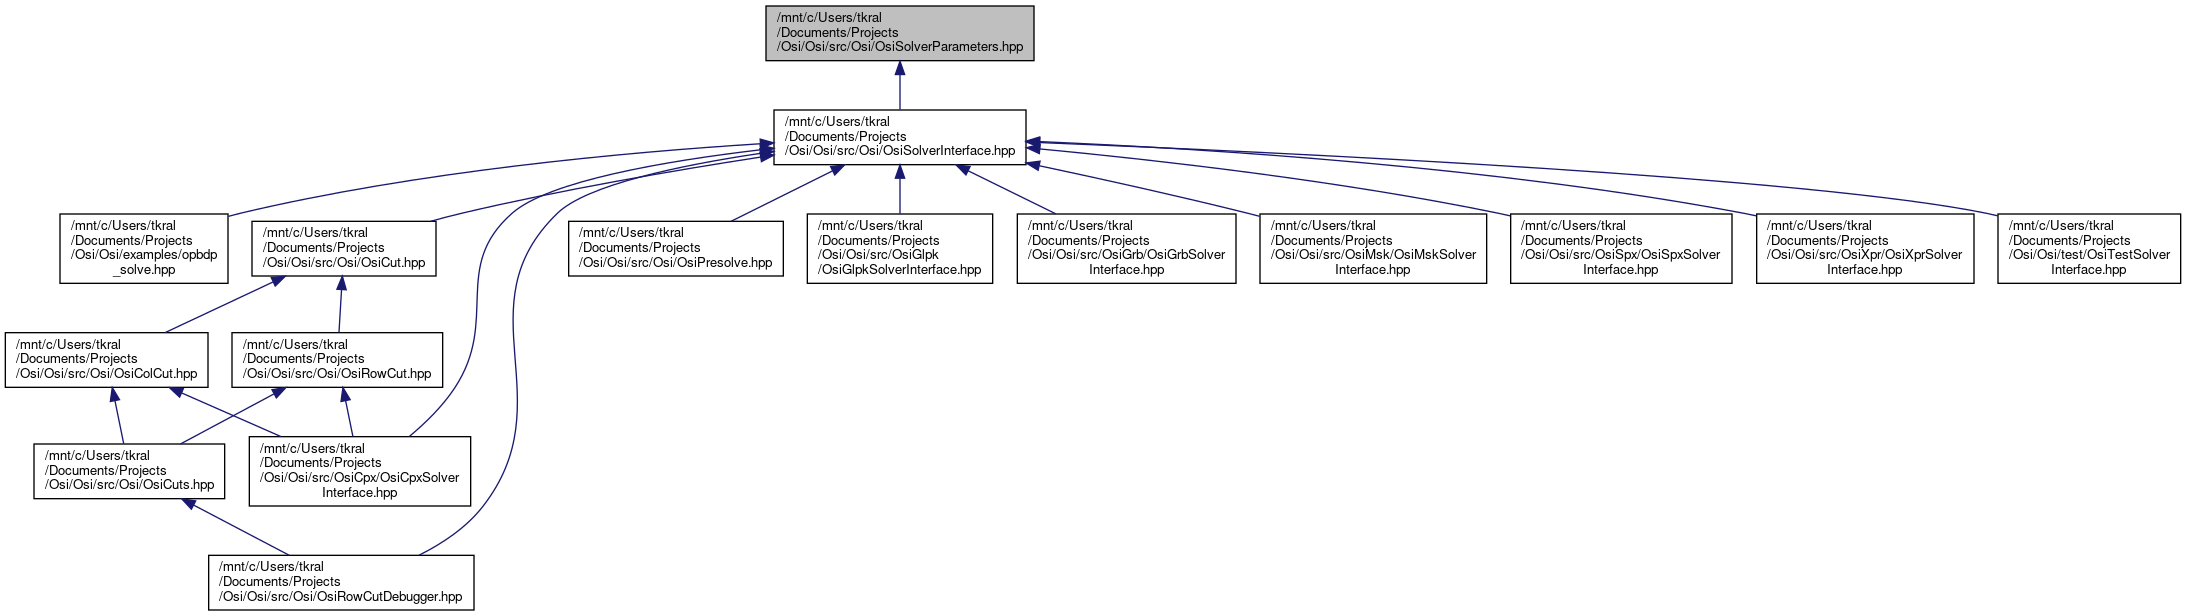 /mnt/c/Users/tkral
/Documents/Projects
/Osi/Osi/src/Osi/OsiSolverParameters.hpp
/mnt/c/Users/tkral
/Documents/Projects
/Osi/Osi/src/Osi/OsiSolverInterface.hpp
/mnt/c/Users/tkral
/Documents/Projects
/Osi/Osi/examples/opbdp
_solve.hpp
/mnt/c/Users/tkral
/Documents/Projects
/Osi/Osi/src/Osi/OsiCut.hpp
/mnt/c/Users/tkral
/Documents/Projects
/Osi/Osi/src/Osi/OsiPresolve.hpp
/mnt/c/Users/tkral
/Documents/Projects
/Osi/Osi/src/OsiGlpk
/OsiGlpkSolverInterface.hpp
/mnt/c/Users/tkral
/Documents/Projects
/Osi/Osi/src/OsiGrb/OsiGrbSolver
Interface.hpp
/mnt/c/Users/tkral
/Documents/Projects
/Osi/Osi/src/OsiMsk/OsiMskSolver
Interface.hpp
/mnt/c/Users/tkral
/Documents/Projects
/Osi/Osi/src/OsiSpx/OsiSpxSolver
Interface.hpp
/mnt/c/Users/tkral
/Documents/Projects
/Osi/Osi/src/OsiXpr/OsiXprSolver
Interface.hpp
/mnt/c/Users/tkral
/Documents/Projects
/Osi/Osi/test/OsiTestSolver
Interface.hpp
/mnt/c/Users/tkral
/Documents/Projects
/Osi/Osi/src/Osi/OsiColCut.hpp
/mnt/c/Users/tkral
/Documents/Projects
/Osi/Osi/src/Osi/OsiRowCut.hpp
/mnt/c/Users/tkral
/Documents/Projects
/Osi/Osi/src/Osi/OsiCuts.hpp
/mnt/c/Users/tkral
/Documents/Projects
/Osi/Osi/src/OsiCpx/OsiCpxSolver
Interface.hpp
/mnt/c/Users/tkral
/Documents/Projects
/Osi/Osi/src/Osi/OsiRowCutDebugger.hpp